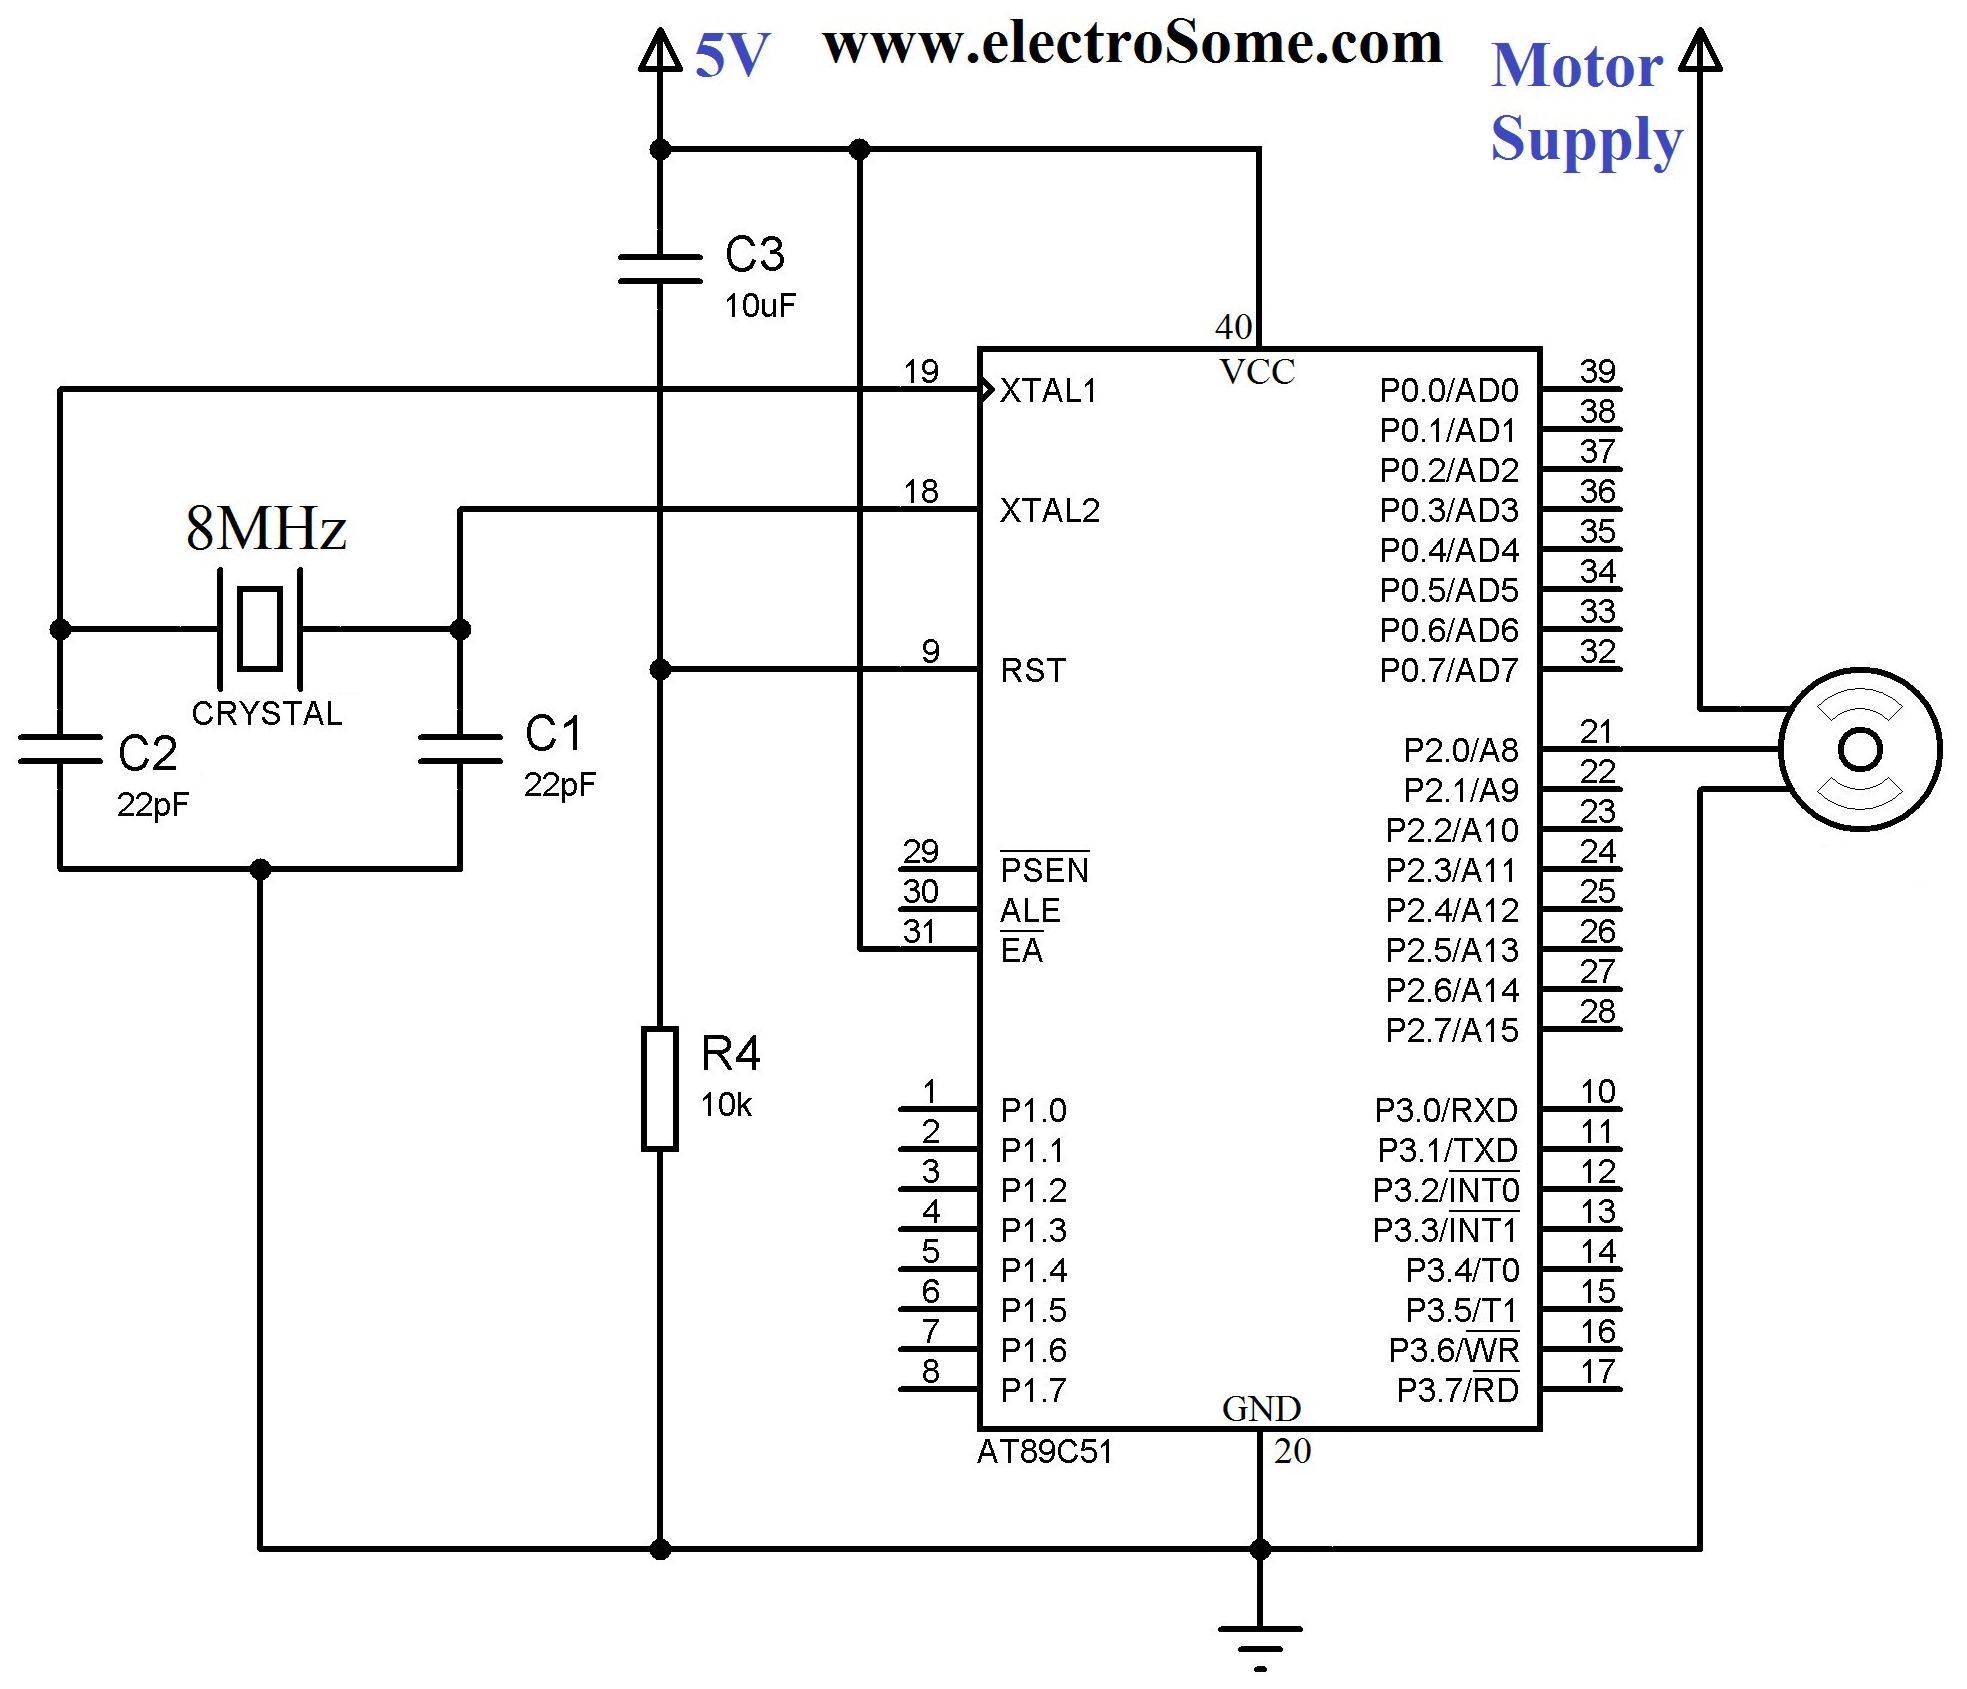 5V
www.electroSome.com
Motor
Supply
C3
10uF
40
VCC
19
XTAL1
18
XTAL2
8MHz
CRYSTAL
C2
22pF
C1
22pF
9
RST
29
PSEN
30
ALE
31
EA
R4
10k
1
P1.0
2
P1.1
3
P1.2
4
P1.3
5
P1.4
6
P1.5
7
P1.6
8
P1.7
P0.0/AD0
39
P0.1/AD1
38
P0.2/AD2
37
P0.3/AD3
36
P0.4/AD4
35
P0.5/AD5
34
P0.6/AD6
33
P0.7/AD7
32
P2.0/A8
21
P2.1/A9
22
P2.2/A10
23
P2.3/A11
24
P2.4/A12
25
P2.5/A13
26
P2.6/A14
27
P2.7/A15
28
P3.0/RXD
10
P3.1/TXD
11
P3.2/INT0
12
P3.3/INT1
13
P3.4/T0
14
P3.5/T1
15
P3.6/WR
16
P3.7/RD
17
GND
20
AT89C51